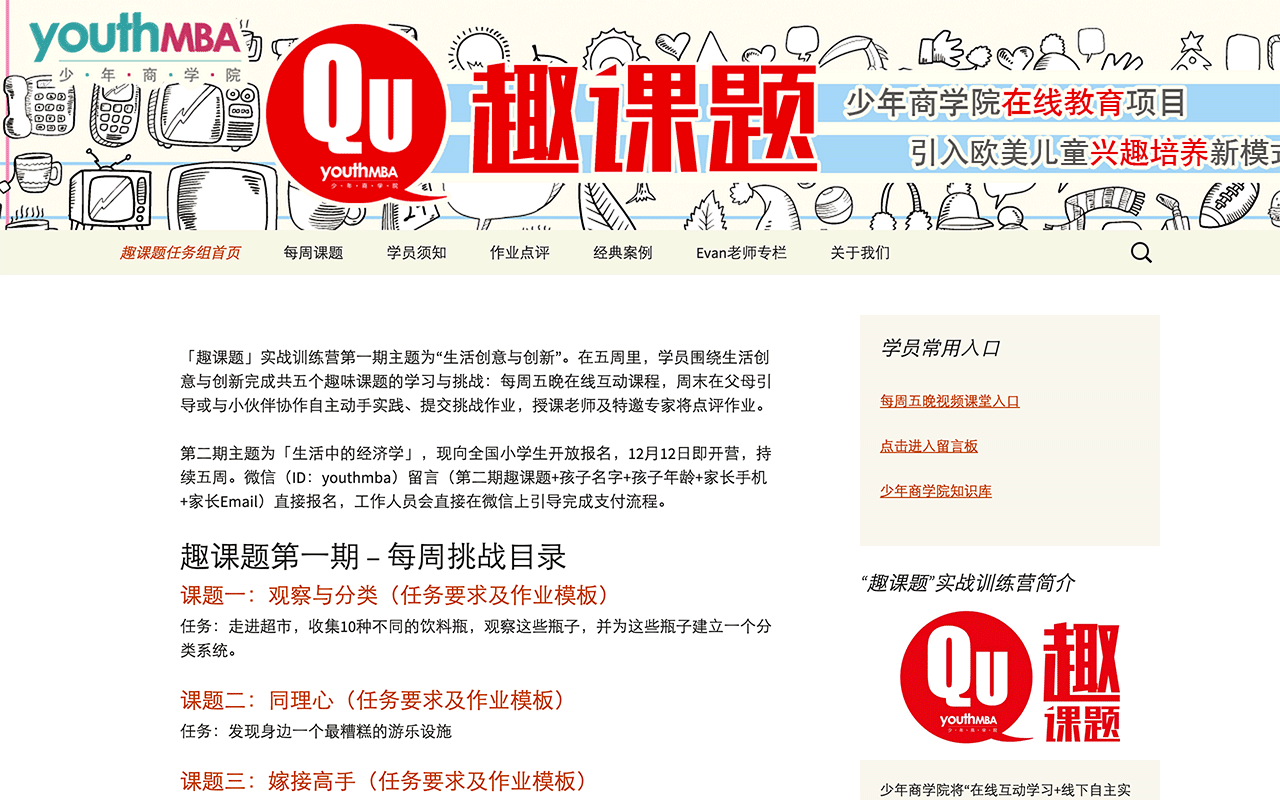 youthMBA
少·年·商·学·院
Qu
youthMBA
少·年·商·学·院
趣课题
少年商学院在线教育项目
引入欧美儿童兴趣培养新模式
趣课题任务组首页 每周课题 学员须知 作业点评 经典案例 Evan老师专栏 关于我们
「趣课题」实战训练营第一期主题为“生活创意与创新”。在五周里，学员围绕生活创
意与创新完成共五个趣味课题的学习与挑战：每周五晚在线互动课程，周末在父母引
导或与小伙伴协作自主动手实践、提交挑战作业，授课老师及特邀专家将点评作业。
第二期主题为「生活中的经济学」，现向全国小学生开放报名，12月12日即开营，持
续五周。微信（ID：youthmba）留言（第二期趣课题+孩子名字+孩子年龄+家长手机
+家长Email）直接报名，工作人员会直接在微信上引导完成支付流程。
趣课题第一期 – 每周挑战目录
课题一：观察与分类（任务要求及作业模板）
任务：走进超市，收集10种不同的饮料瓶，观察这些瓶子，并为这些瓶子建立一个分
类系统。
课题二：同理心（任务要求及作业模板）
任务：发现身边一个最糟糕的游乐设施
课题三：嫁接高手（任务要求及作业模板）
学员常用入口
每周五晚视频课堂入口
点击进入留言板
少年商学院知识库
“趣课题”实战训练营简介
Qu
youthMBA
少·年·商·学·院
趣
课题
少年商学院将“在线互动学习+线下自主实